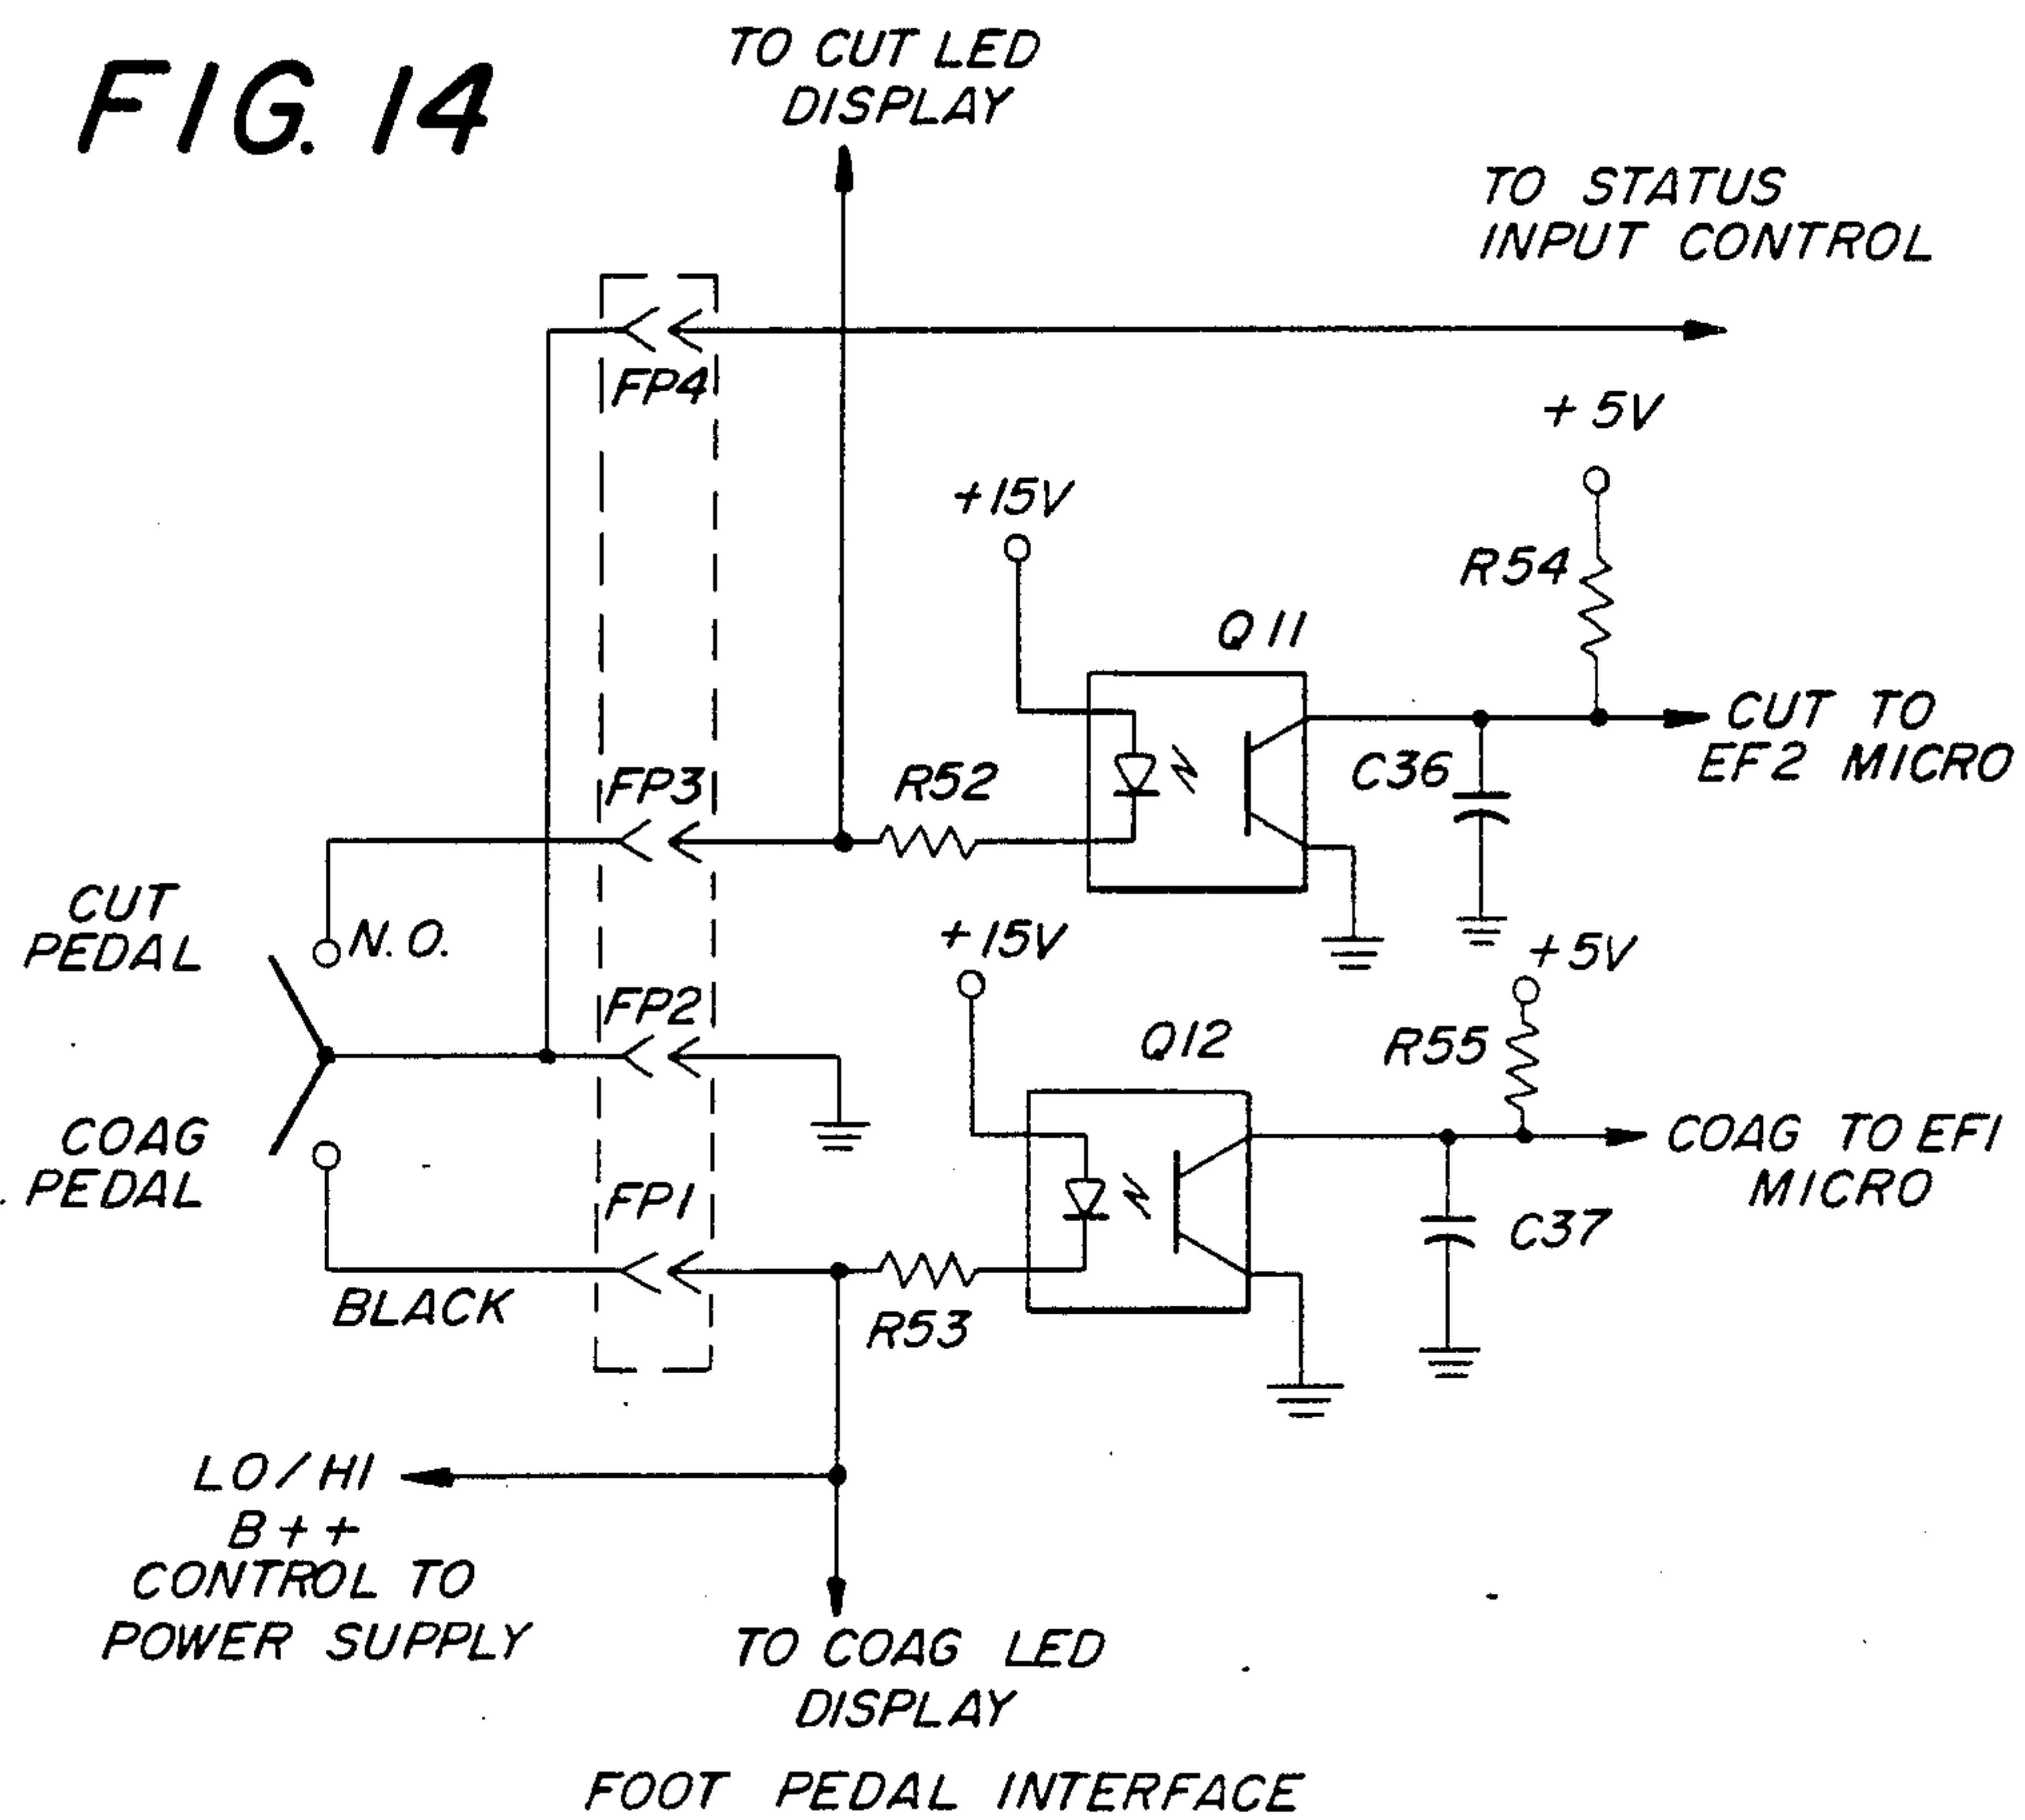 FIG. 14
TO CUT LED
DISPLAY
TO STATUS
INPUT CONTROL
FP4
+5V
+15V
R54
Q11
CUT TO
EF2 MICRO
FP3
R52
C36
CUT
PEDAL
N.O.
+15V
+5V
FP2
Q12
R55
COAG
PEDAL
COAG TO EF1
MICRO
FP1
C37
BLACK
R53
LO/HI
B++
CONTROL TO
POWER SUPPLY
TO COAG LED
DISPLAY
FOOT PEDAL INTERFACE